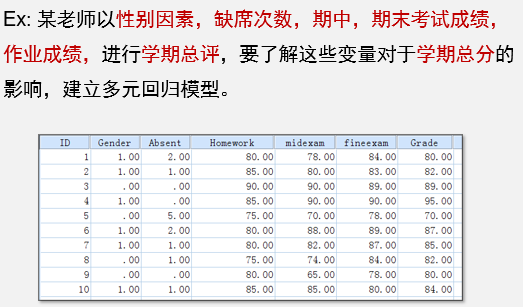 Ex: 某老师以性别因素，缺席次数，期中，期末考试成绩，
作业成绩，进行学期总评，要了解这些变量对于学期总分的
影响，建立多元回归模型。
ID Gender Absent Homework midexam fineexam Grade
1 1.00 2.00 80.00 78.00 84.00 80.00
2 1.00 1.00 85.00 80.00 83.00 82.00
3 .00 .00 90.00 90.00 89.00 89.00
4 1.00 .00 85.00 90.00 90.00 95.00
5 .00 5.00 75.00 70.00 78.00 70.00
6 1.00 2.00 80.00 88.00 89.00 87.00
7 1.00 1.00 80.00 82.00 87.00 85.00
8 .00 1.00 75.00 74.00 84.00 82.00
9 .00 .00 80.00 65.00 78.00 80.00
10 1.00 1.00 85.00 85.00 80.00 84.00